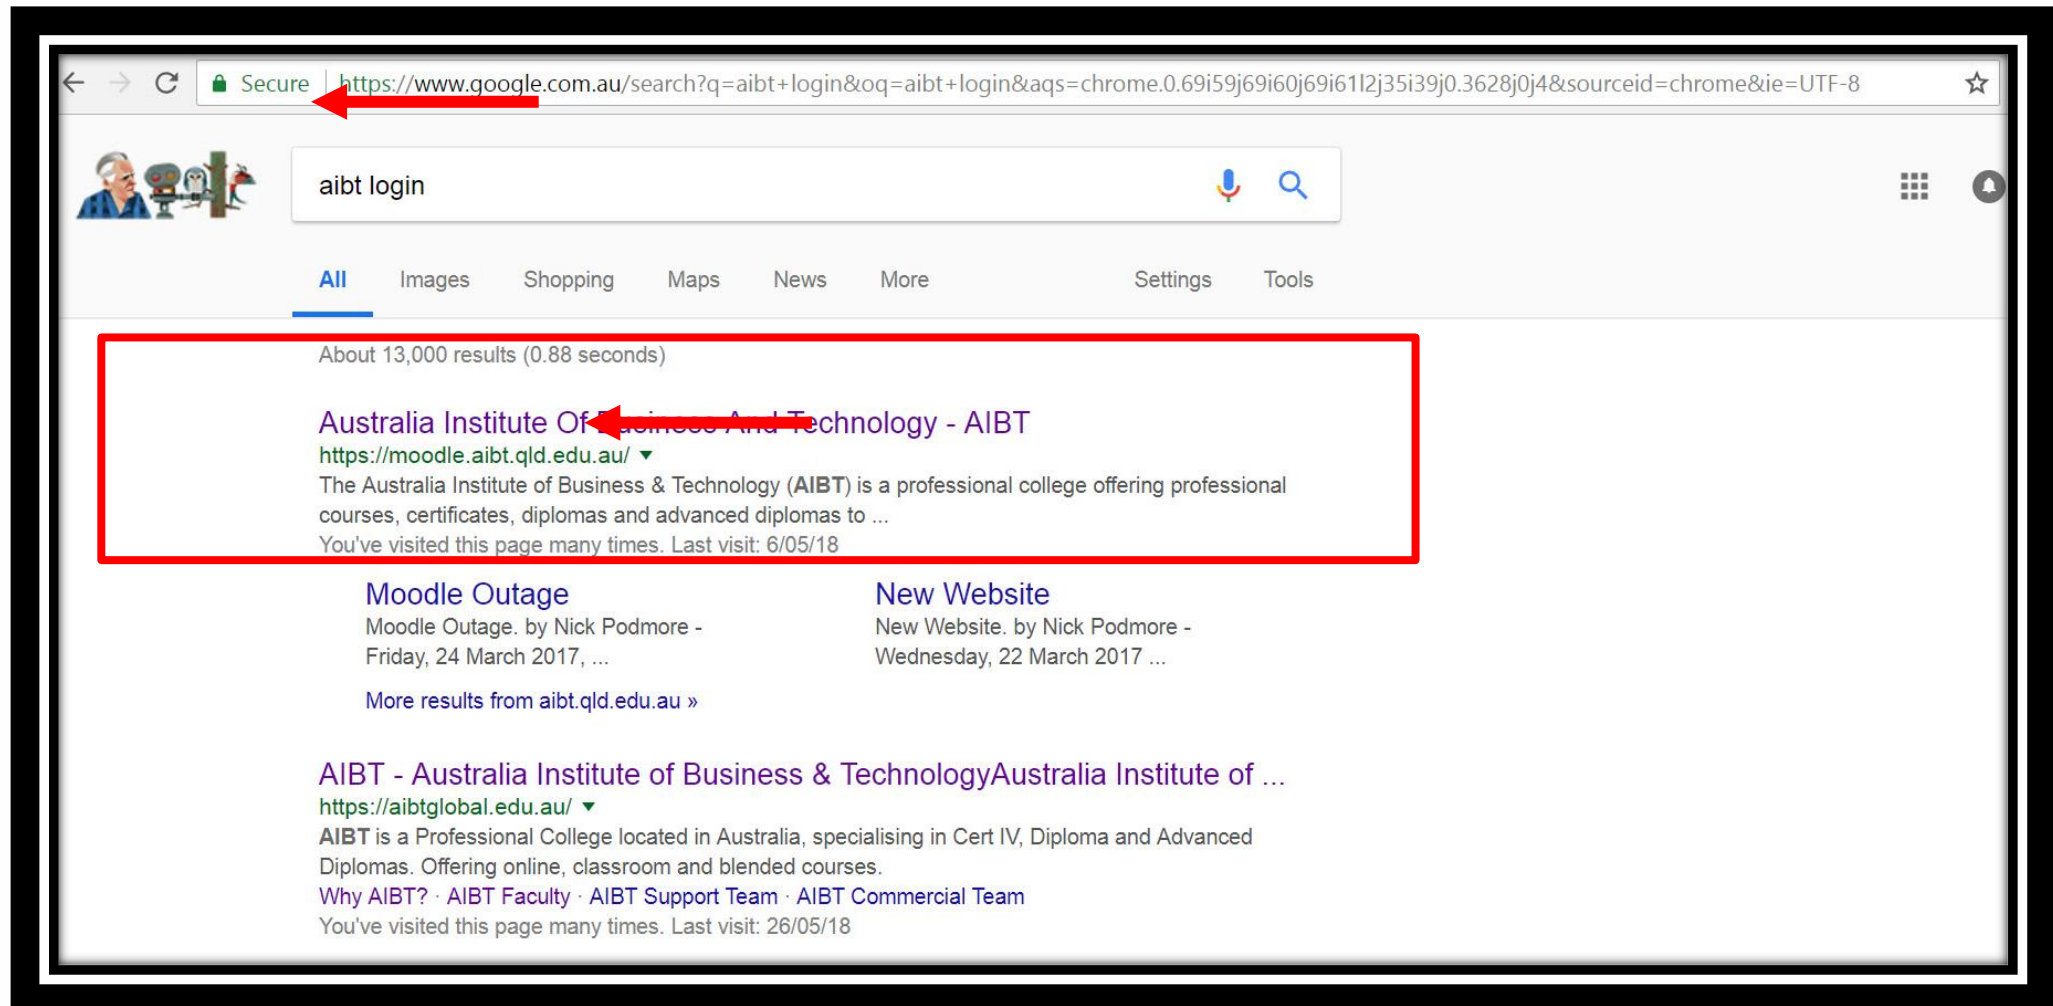 Secure https://www.google.com.au/search?q=aibt+login&oq=aibt+login&aqs=chrome.0.69i59j69i60j69i61l2j35i39j0.3628j0j4&sourceid=chrome&ie=UTF-8
aibt login
All Images Shopping Maps News More Settings Tools
About 13,000 results (0.88 seconds)
Australia Institute Of Business And Technology - AIBT
https://moodle.aibt.qld.edu.au/
The Australia Institute of Business & Technology (AIBT) is a professional college offering professional
courses, certificates, diplomas and advanced diplomas to ...
You've visited this page many times. Last visit: 6/05/18
Moodle Outage
Moodle Outage. by Nick Podmore -
Friday, 24 March 2017, ...
New Website
New Website. by Nick Podmore -
Wednesday, 22 March 2017 ...
More results from aibt.qld.edu.au »
AIBT - Australia Institute of Business & TechnologyAustralia Institute of ...
https://aibtglobal.edu.au/
AIBT is a Professional College located in Australia, specialising in Cert IV, Diploma and Advanced
Diplomas. Offering online, classroom and blended courses.
Why AIBT? · AIBT Faculty · AIBT Support Team · AIBT Commercial Team
You've visited this page many times. Last visit: 26/05/18